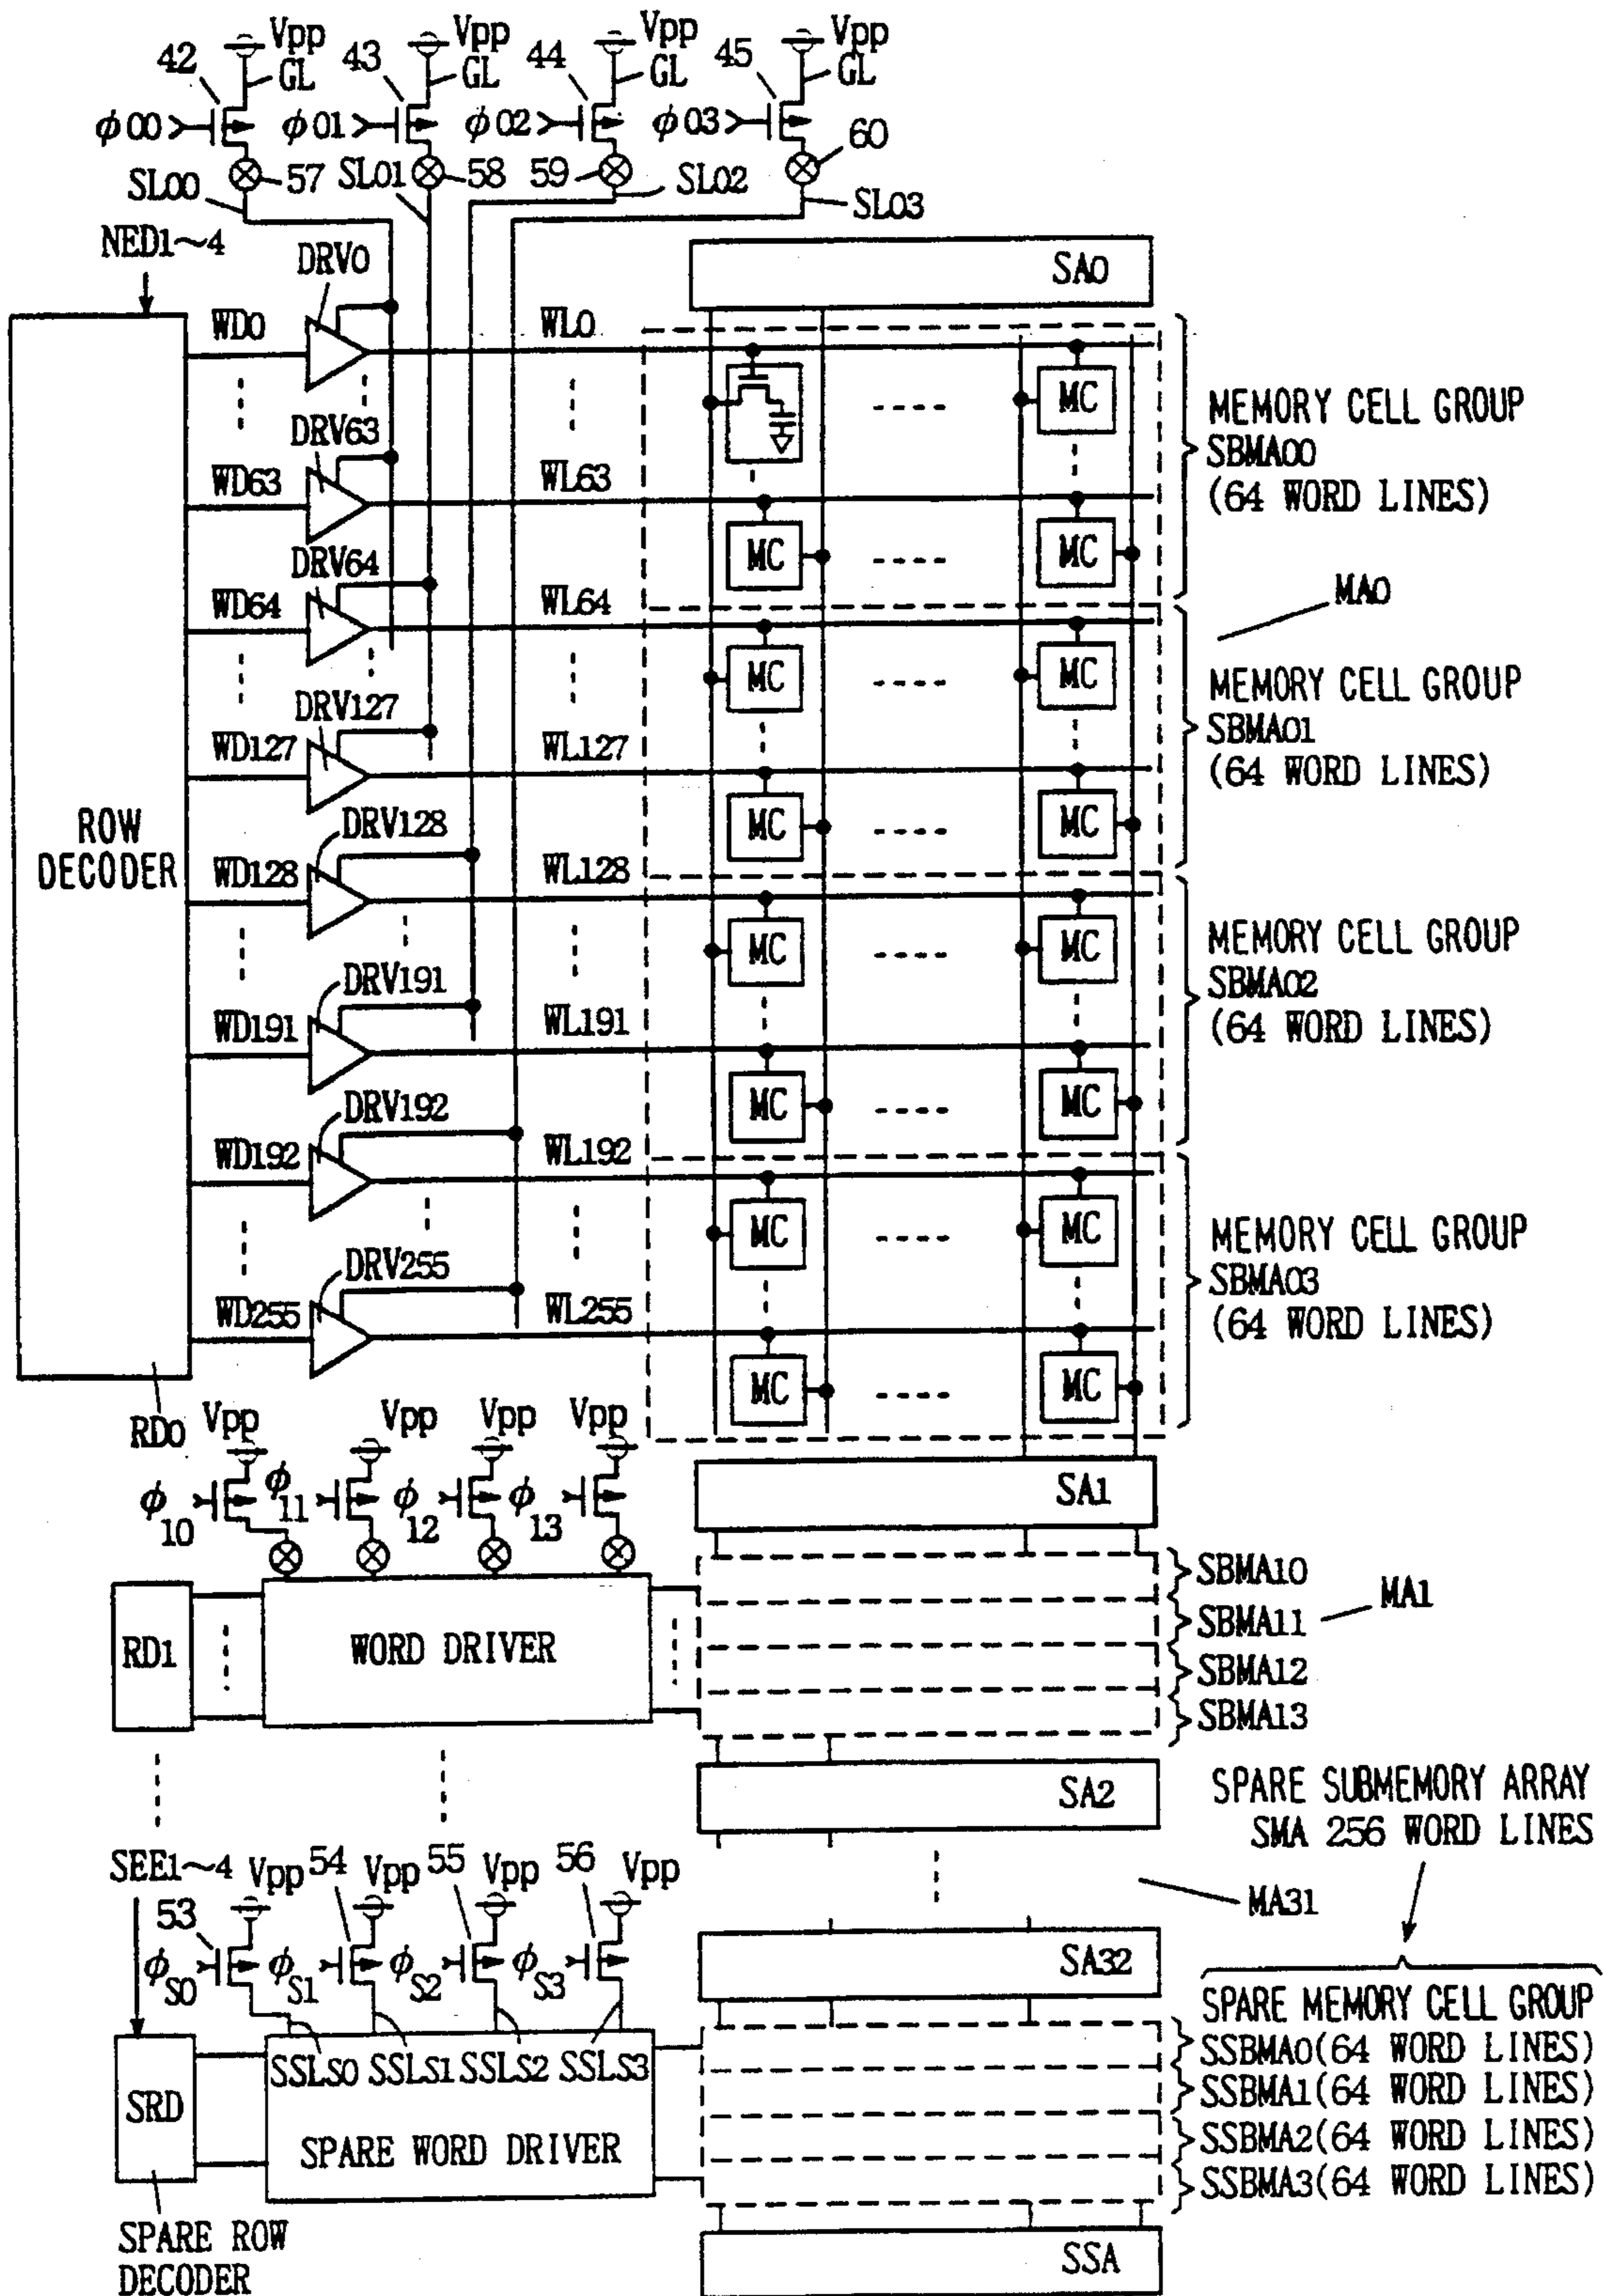 Vpp Vpp Vpp Vpp
42 GL 43 GL 44 GL 45 GL
ϕ00 ϕ01 ϕ02 ϕ03
57 58 59 60
SL00 SL01 SL02 SL03
NED1~4
DRV0
SA0
WD0 WL0
MC
MEMORY CELL GROUP
SBMA00
(64 WORD LINES)
DRV63
WD63 WL63
MC MC
DRV64
MA0
WD64 WL64
MC MC
MEMORY CELL GROUP
SBMA01
(64 WORD LINES)
DRV127
WD127 WL127
MC MC
ROW
DECODER
DRV128
WD128 WL128
MC MC
MEMORY CELL GROUP
SBMA02
(64 WORD LINES)
DRV191
WD191 WL191
MC MC
DRV192
WD192 WL192
MC MC
MEMORY CELL GROUP
SBMA03
(64 WORD LINES)
DRV255
WD255 WL255
MC MC
RD0
Vpp Vpp Vpp Vpp
ϕ10 ϕ11 ϕ12 ϕ13
SA1
RD1
WORD DRIVER
SBMA10
SBMA11
SBMA12
SBMA13
MA1
SA2
SPARE SUBMEMORY ARRAY
SMA 256 WORD LINES
MA31
SEE1~4
Vpp Vpp Vpp Vpp
53 54 55 56
ϕS0 ϕS1 ϕS2 ϕS3
SA32
SPARE MEMORY CELL GROUP
SSBMA0(64 WORD LINES)
SSBMA1(64 WORD LINES)
SSBMA2(64 WORD LINES)
SSBMA3(64 WORD LINES)
SRD
SSLS0 SSLS1 SSLS2 SSLS3
SPARE WORD DRIVER
SPARE ROW
DECODER
SSA